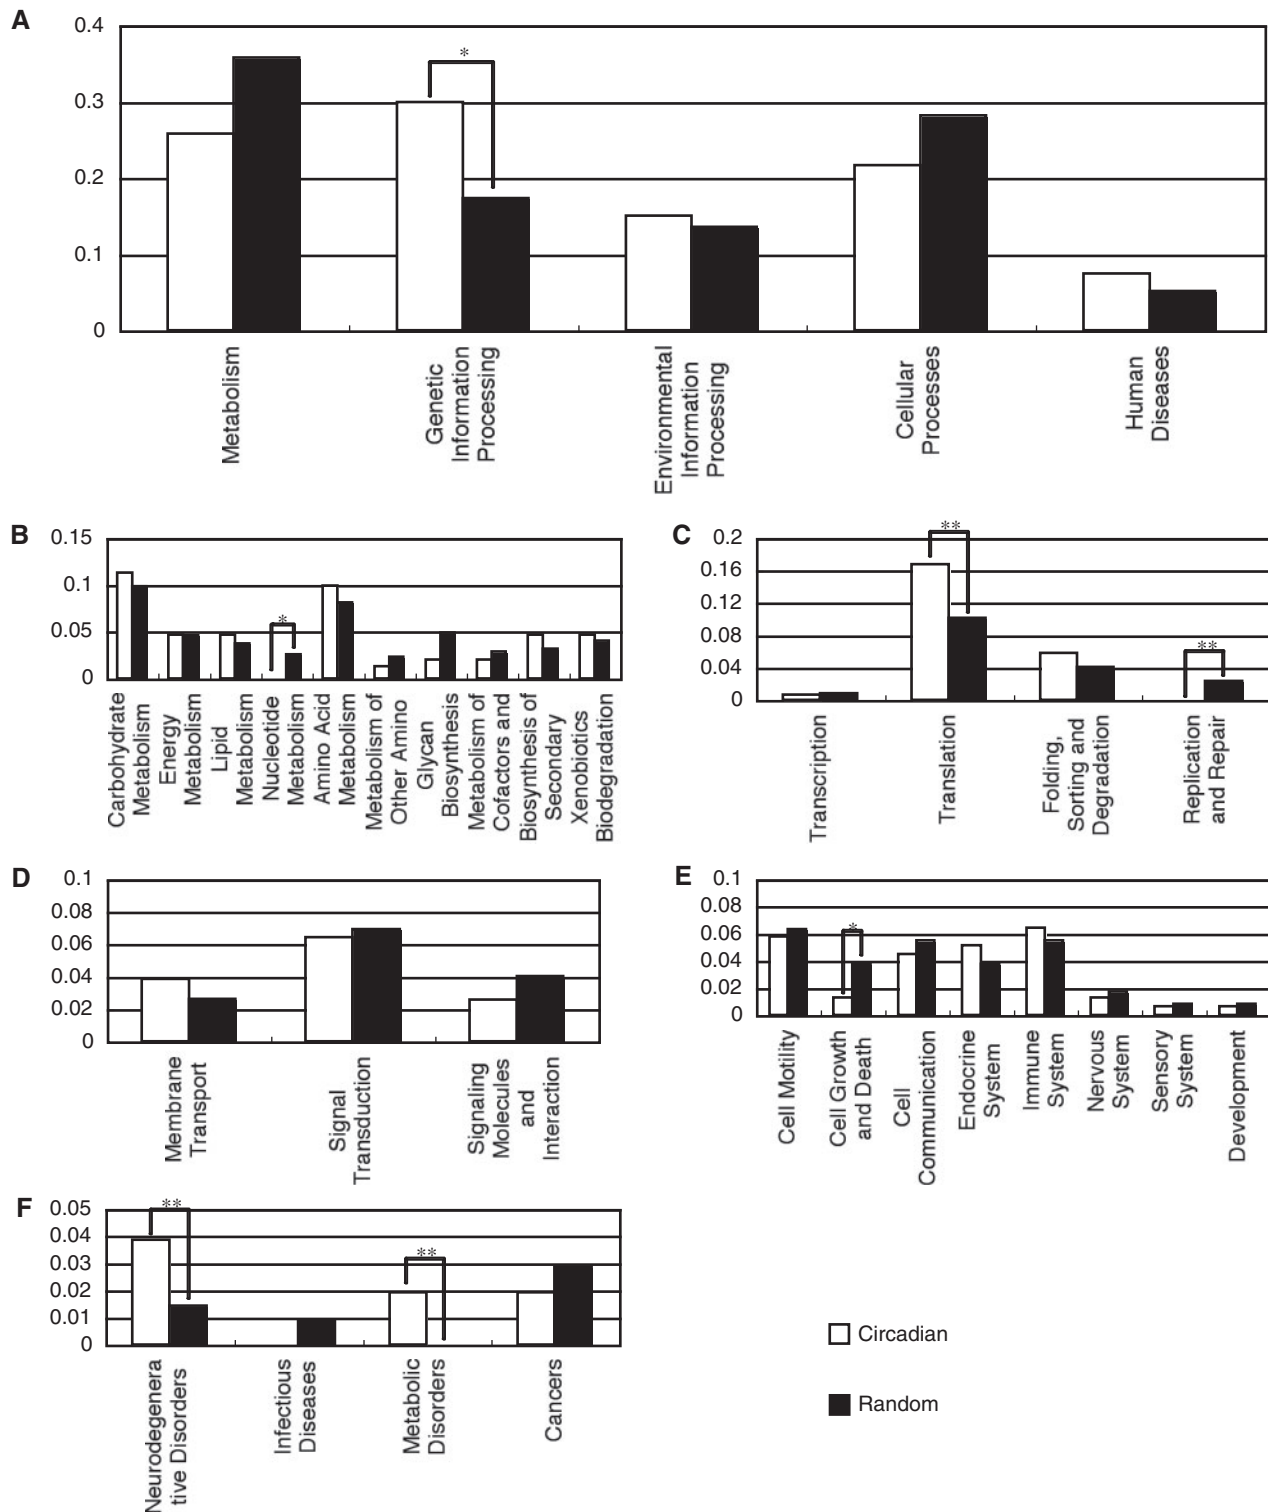 A
0.4
0.3
0.2
0.1
0
*
Metabolism
Genetic
Information
Processing
Environmental
Information
Processing
Cellular
Processes
Human
Diseases
B
0.15
0.1
0.05
0
*
Carbohydrate
Metabolism
Energy
Metabolism
Lipid
Metabolism
Nucleotide
Metabolism
Amino Acid
Metabolism
Metabolism of
Other Amino
Glycan
Biosynthesis
Metabolism of
Cofactors and
Biosynthesis of
Secondary
Xenobiotics
Biodegradation
C
0.2
0.16
0.12
0.08
0.04
0
**
**
Transcription
Translation
Folding,
Sorting and
Degradation
Replication
and Repair
D
0.1
0.08
0.06
0.04
0.02
0
Membrane
Transport
Signal
Transduction
Signaling
Molecules
and
Interaction
E
0.1
0.08
0.06
0.04
0.02
0
*
Cell Motility
Cell Growth
and Death
Cell
Communication
Endocrine
System
Immune
System
Nervous
System
Sensory
System
Development
F
0.05
0.04
0.03
0.02
0.01
0
**
**
Neurodegenera
tive Disorders
Infectious
Diseases
Metabolic
Disorders
Cancers
Circadian
Random